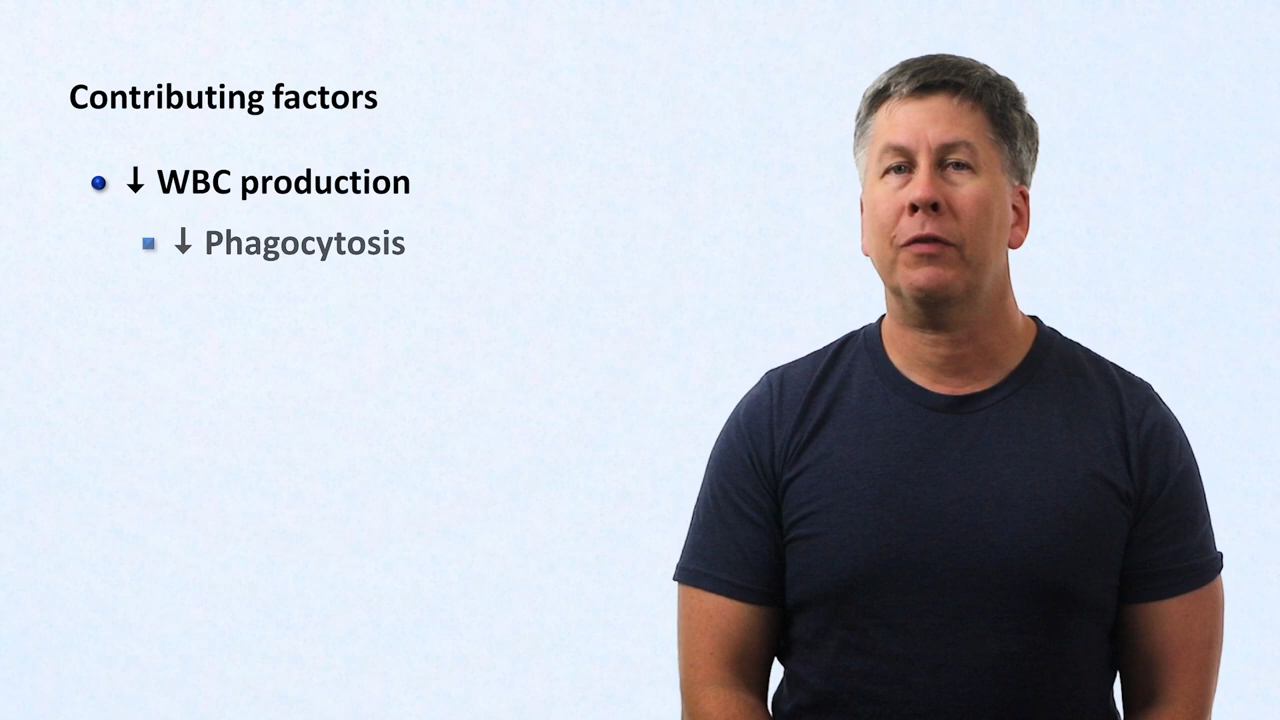 Contributing factors
↓ WBC production
↓ Phagocytosis